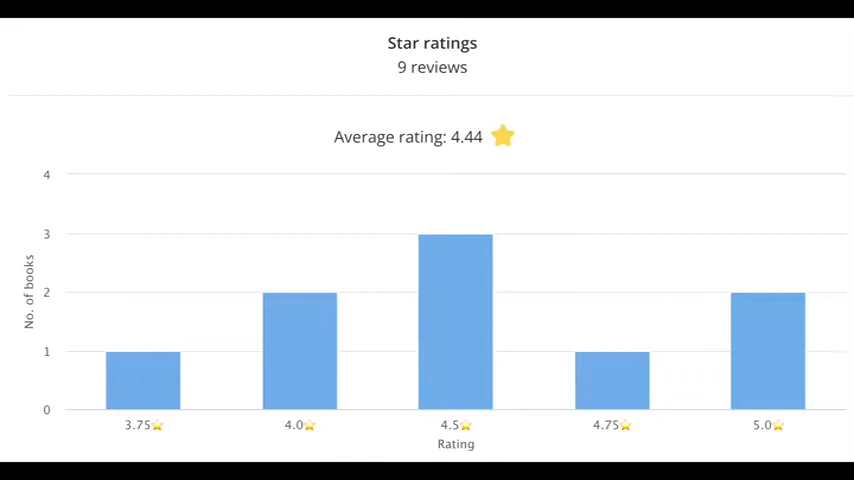 Star ratings
9 reviews
Average rating: 4.44
4
3
2
1
0
No. of books
3.75⭐ 4.0⭐ 4.5⭐ 4.75⭐ 5.0⭐
Rating